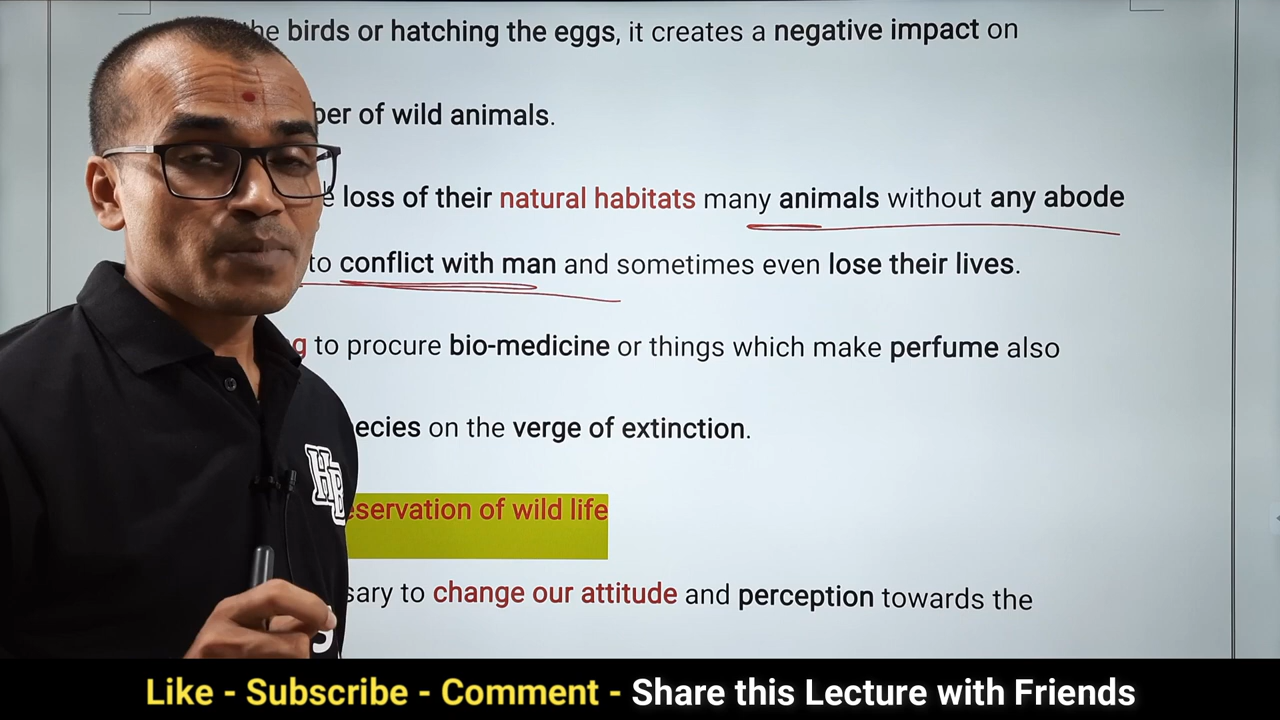 he birds or hatching the eggs, it creates a negative impact on
ber of wild animals.
loss of their natural habitats many animals without any abode
to conflict with man and sometimes even lose their lives.
g to procure bio-medicine or things which make perfume also
ecies on the verge of extinction.
eservation of wild life
HB
sary to change our attitude and perception towards the
Like - Subscribe - Comment - Share this Lecture with Friends